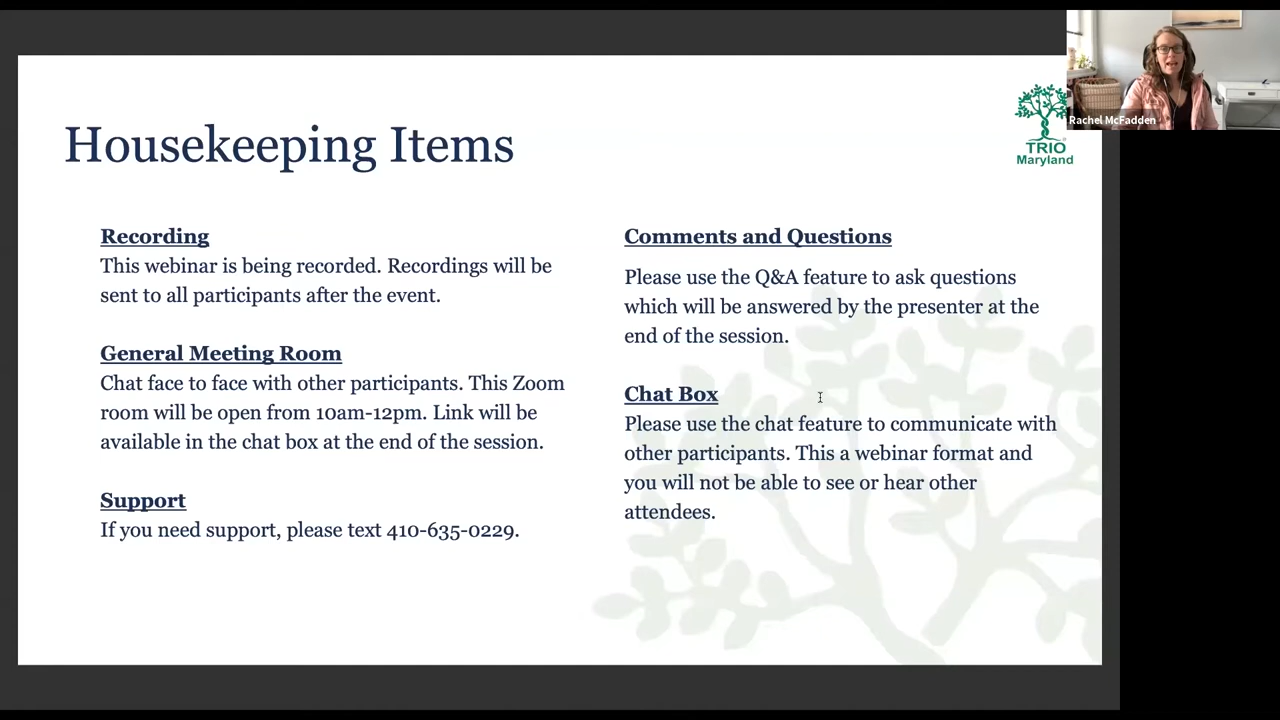 Housekeeping Items
TRIO
Maryland
Rachel McFadden
Recording
This webinar is being recorded. Recordings will be
sent to all participants after the event.
General Meeting Room
Chat face to face with other participants. This Zoom
room will be open from 10am-12pm. Link will be
available in the chat box at the end of the session.
Support
If you need support, please text 410-635-0229.
Comments and Questions
Please use the Q&A feature to ask questions
which will be answered by the presenter at the
end of the session.
Chat Box
Please use the chat feature to communicate with
other participants. This a webinar format and
you will not be able to see or hear other
attendees.